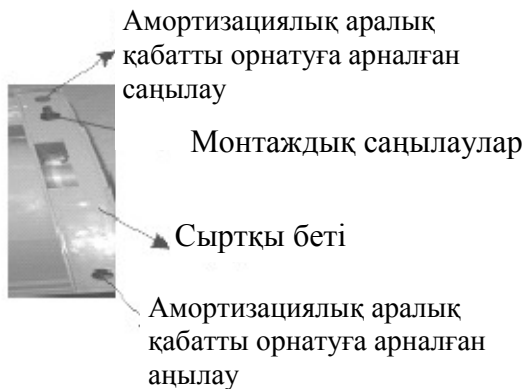 Амортизациялық аралық
қабатты орнатуға арналған
саңылау
Монтаждық саңылаулар
Сыртқы беті
Амортизациялық аралық
қабатты орнатуға арналған
аңылау